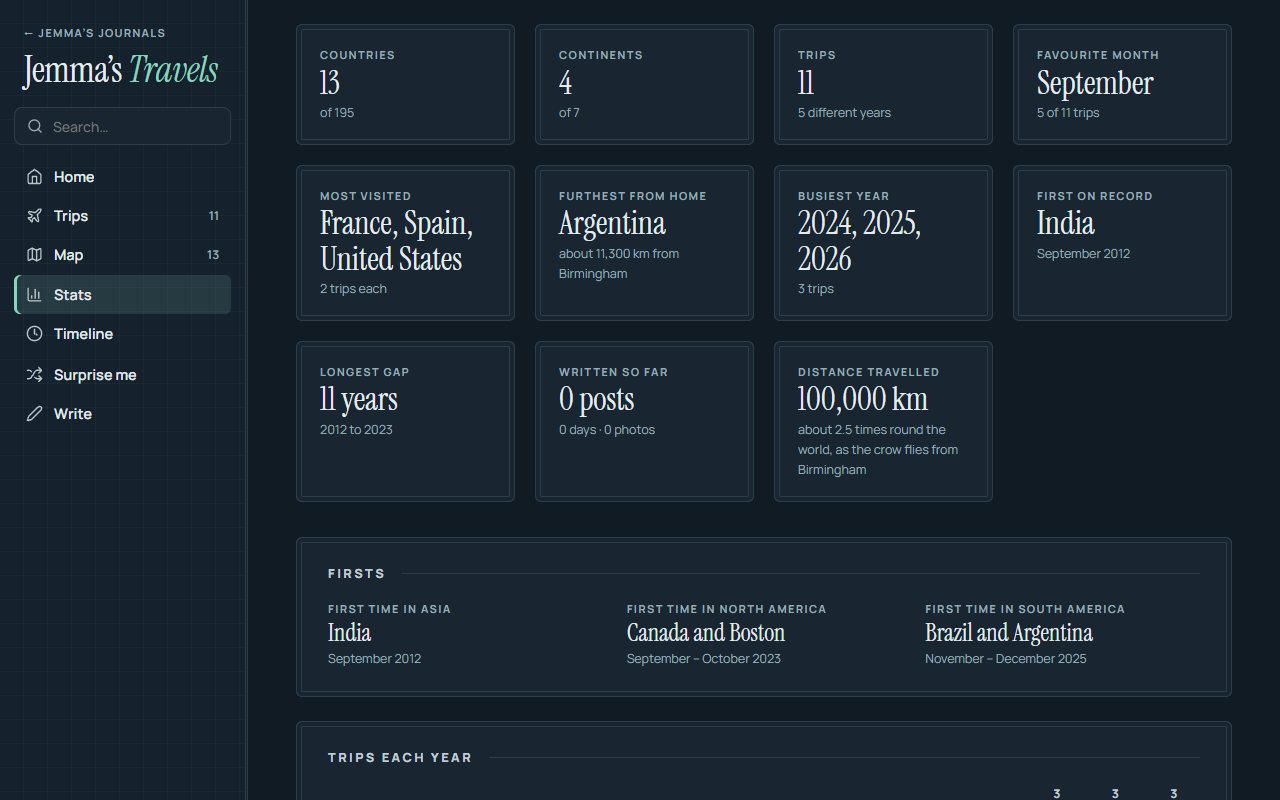 ← JEMMA'S JOURNALS
Jemma's Travels
Search...
Home
Trips 11
Map 13
Stats
Timeline
Surprise me
Write
COUNTRIES
13
of 195
CONTINENTS
4
of 7
TRIPS
11
5 different years
FAVOURITE MONTH
September
5 of 11 trips
MOST VISITED
France, Spain,
United States
2 trips each
FURTHEST FROM HOME
Argentina
about 11,300 km from
Birmingham
BUSIEST YEAR
2024, 2025,
2026
3 trips
FIRST ON RECORD
India
September 2012
LONGEST GAP
11 years
2012 to 2023
WRITTEN SO FAR
0 posts
0 days · 0 photos
DISTANCE TRAVELLED
100,000 km
about 2.5 times round the
world, as the crow flies from
Birmingham
FIRSTS
FIRST TIME IN ASIA
India
September 2012
FIRST TIME IN NORTH AMERICA
Canada and Boston
September – October 2023
FIRST TIME IN SOUTH AMERICA
Brazil and Argentina
November – December 2025
TRIPS EACH YEAR
3 3 3